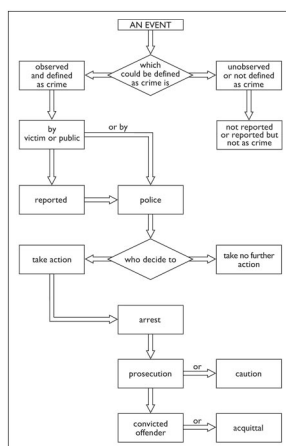 AN EVENT
observed
and defined
as crime
which
could be defined
as crime is
unobserved
or not defined
as crime
by
victim or public
or by
not reported
or reported but
not as crime
reported
police
take action
who decide to
take no further
action
arrest
prosecution
or
caution
convicted
offender
or
acquittal